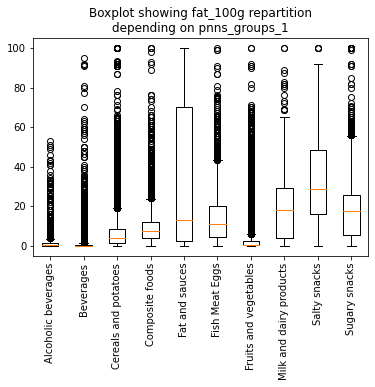 Boxplot showing fat_100g repartition
depending on pnns_groups_1
100
80
60
40
20
0
Alcoholic beverages
Beverages
Cereals and potatoes
Composite foods
Fat and sauces
Fish Meat Eggs
Fruits and vegetables
Milk and dairy products
Salty snacks
Sugary snacks